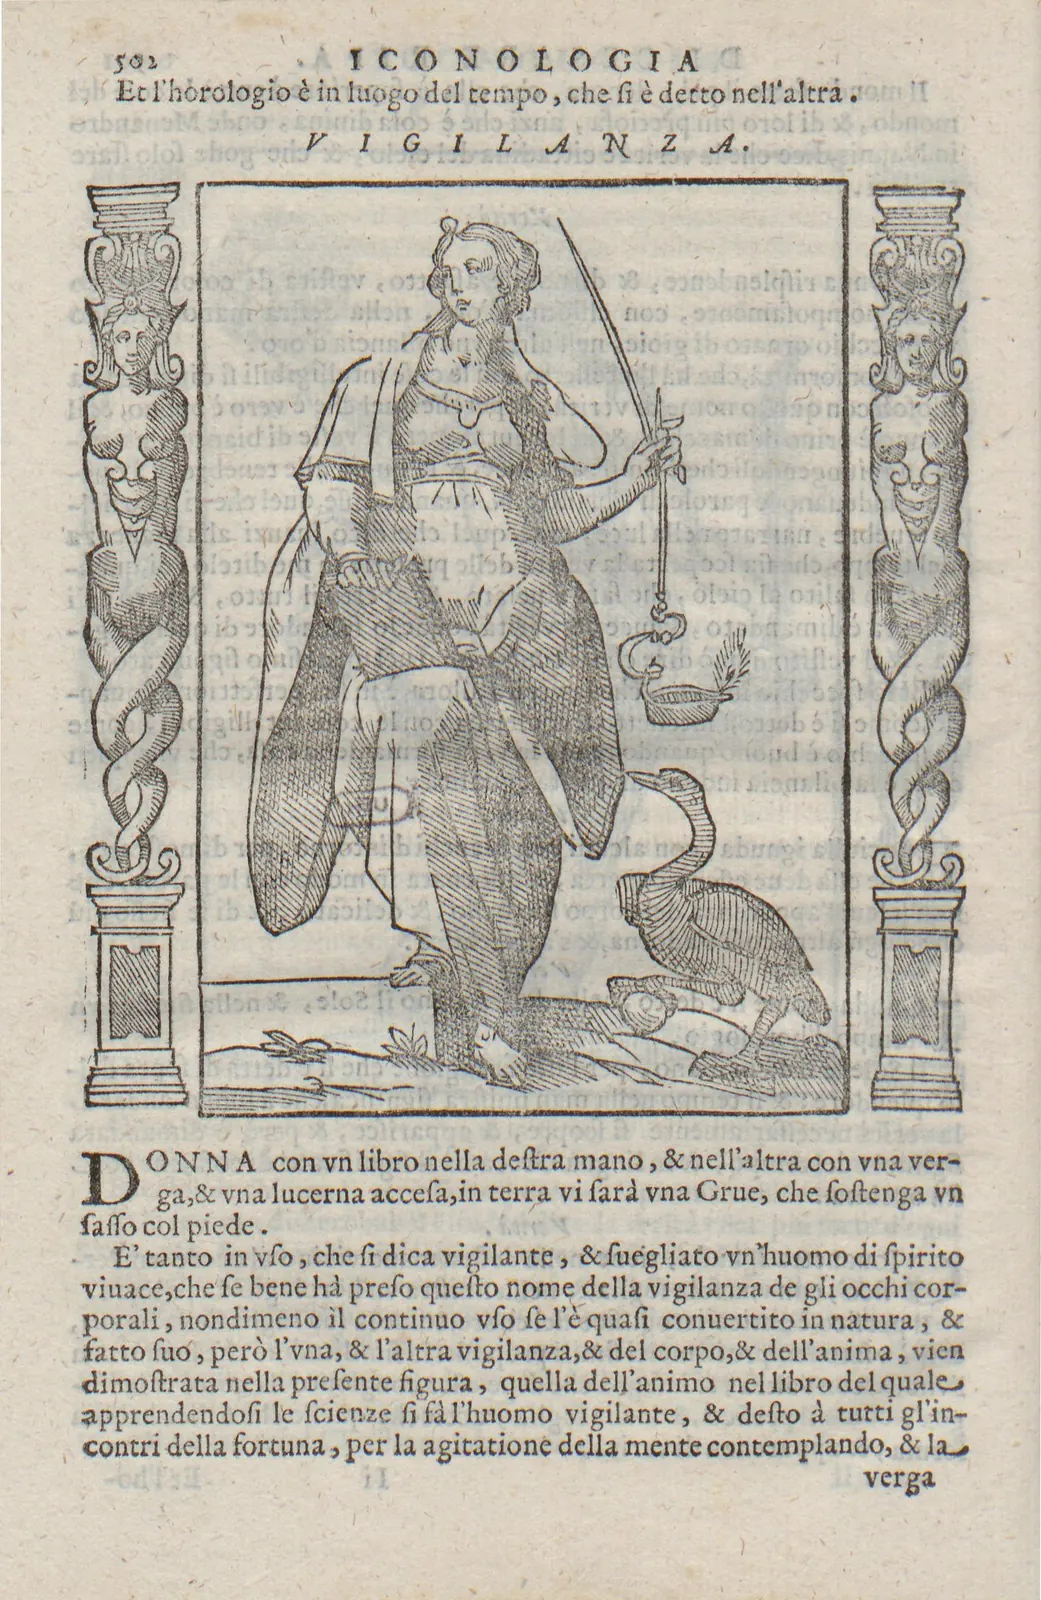 502 ICONOLOGIA
Et l'horologio è in luogo del tempo, che ſi è detto nell'altra.
VIGILANZA.
DONNA con vn libro nella deſtra mano, & nell'altra con vna ver-
ga,& vna lucerna acceſa,in terra vi ſarà vna Grue, che ſoſtenga vn
ſaſſo col piede.
E' tanto in vſo, che ſi dica vigilante, & ſuegliato vn'huomo di ſpirito
viuace,che ſe bene hà preſo queſto nome della vigilanza de gli occhi cor-
porali, nondimeno il continuo vſo ſe l'è quaſi conuertito in natura, &
fatto ſuo, però l'vna, & l'altra vigilanza,& del corpo,& dell'anima, vien
dimoſtrata nella preſente figura, quella dell'animo nel libro del quale
apprendendoſi le ſcienze ſi fà l'huomo vigilante, & deſto à tutti gl'in-
contri della fortuna, per la agitatione della mente contemplando, & la
verga